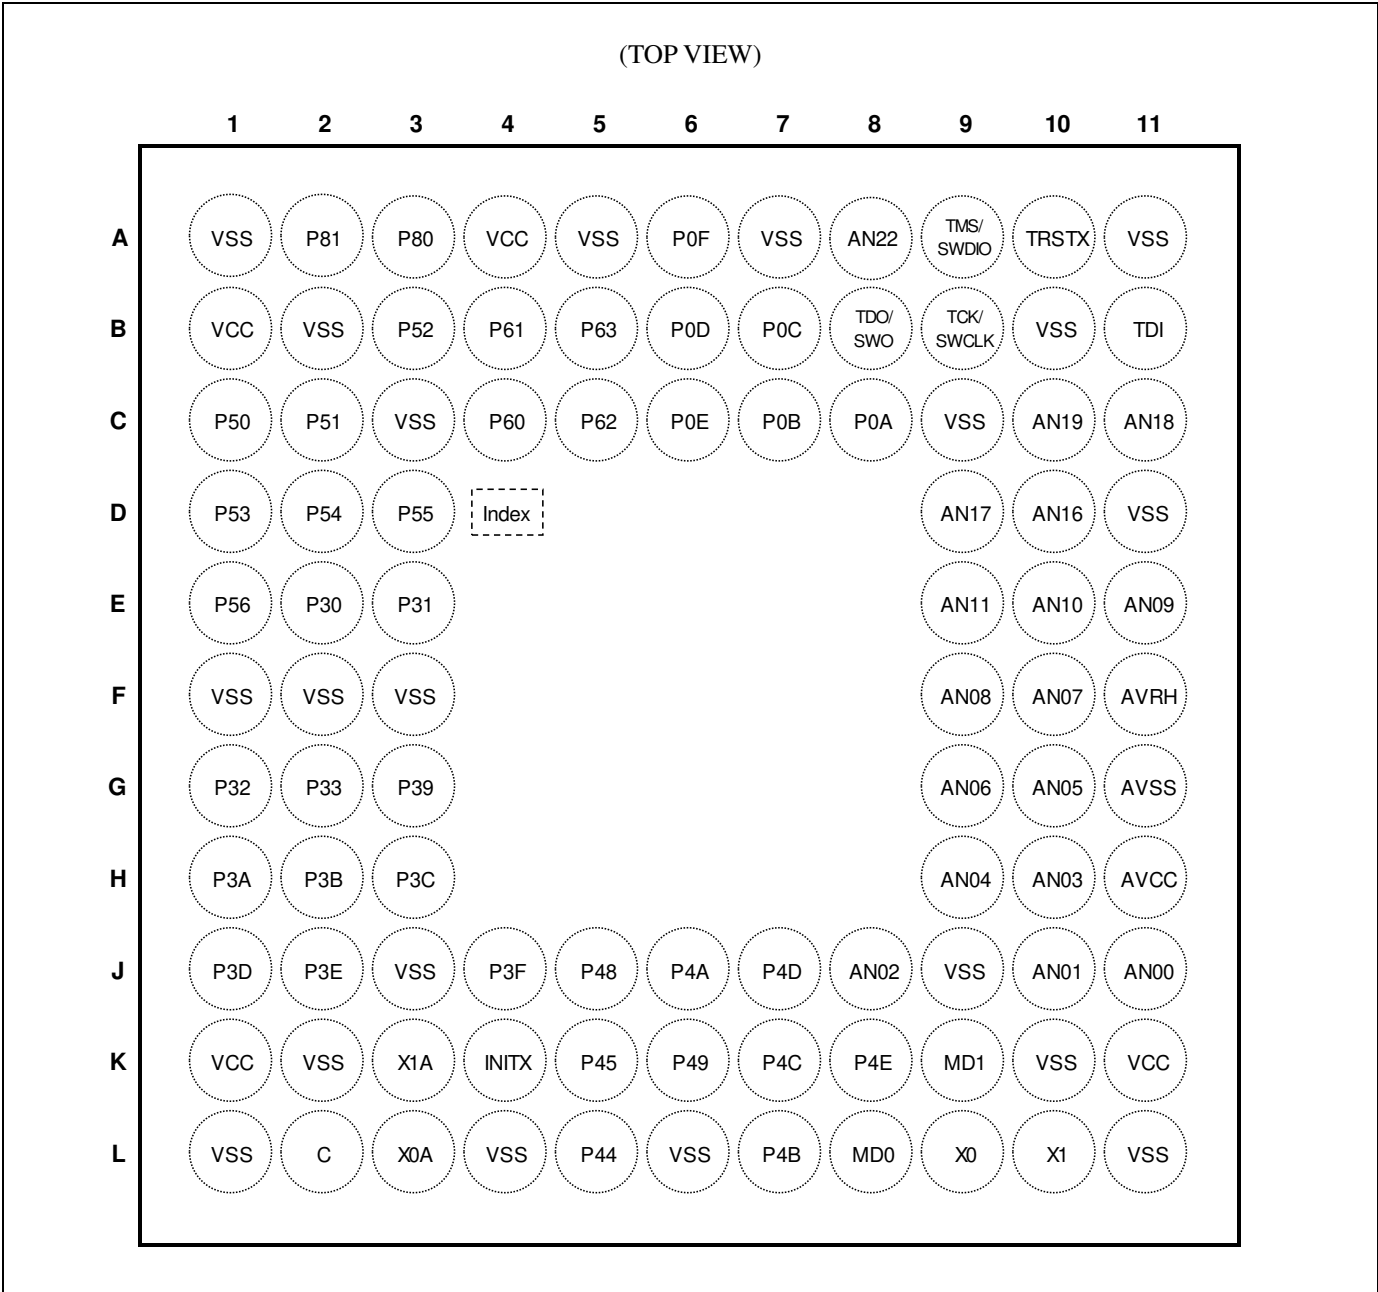 (TOP VIEW)
1 2 3 4 5 6 7 8 9 10 11
A VSS P81 P80 VCC VSS P0F VSS AN22 TMS/ SWDIO TRSTX VSS
B VCC VSS P52 P61 P63 P0D P0C TDO/ SWO TCK/ SWCLK VSS TDI
C P50 P51 VSS P60 P62 P0E P0B P0A VSS AN19 AN18
D P53 P54 P55 Index AN17 AN16 VSS
E P56 P30 P31 AN11 AN10 AN09
F VSS VSS VSS AN08 AN07 AVRH
G P32 P33 P39 AN06 AN05 AVSS
H P3A P3B P3C AN04 AN03 AVCC
J P3D P3E VSS P3F P48 P4A P4D AN02 VSS AN01 AN00
K VCC VSS X1A INITX P45 P49 P4C P4E MD1 VSS VCC
L VSS C X0A VSS P44 VSS P4B MD0 X0 X1 VSS